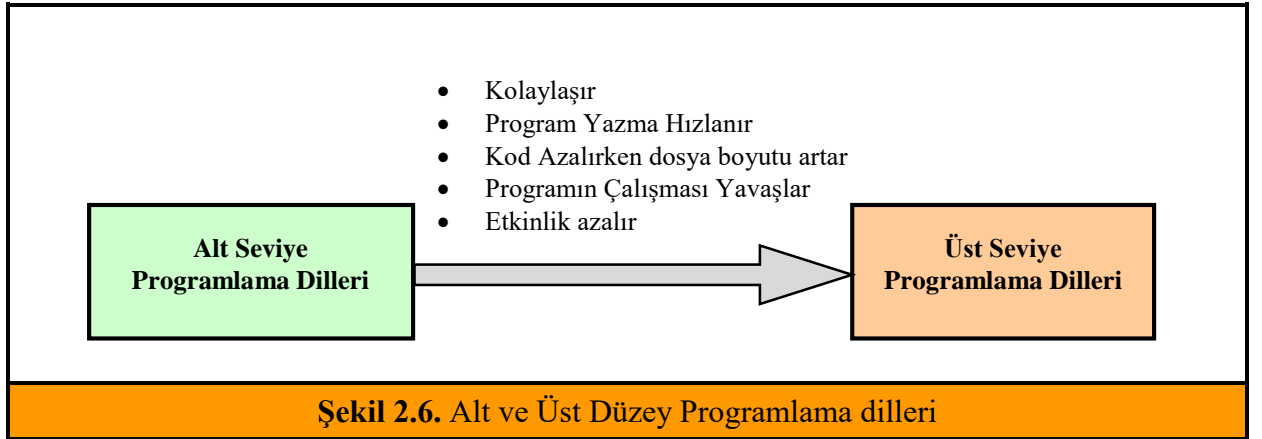 • Kolaylaşır
• Program Yazma Hızlanır
• Kod Azalırken dosya boyutu artar
• Programın Çalışması Yavaşlar
• Etkinlik azalır
Alt Seviye
Programlama Dilleri
Üst Seviye
Programlama Dilleri
Şekil 2.6. Alt ve Üst Düzey Programlama dilleri